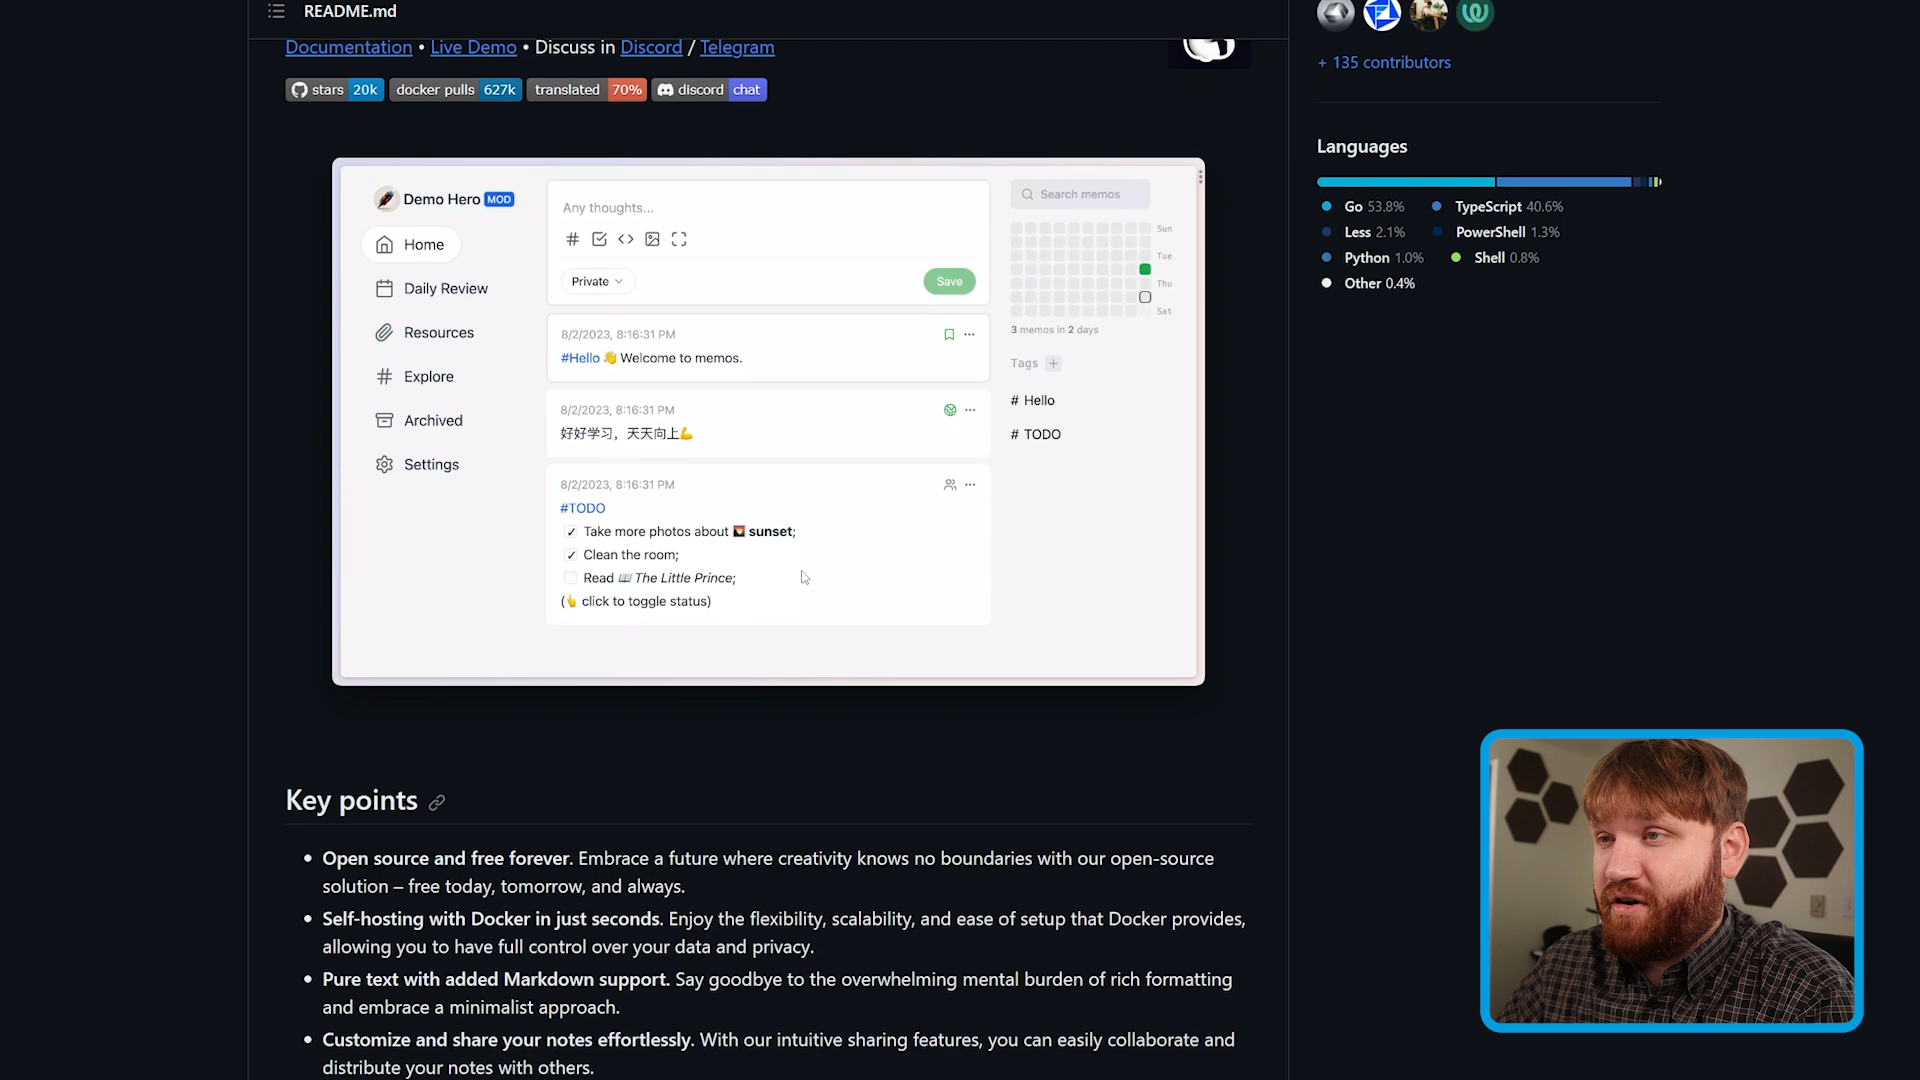 README.md
Documentation • Live Demo • Discuss in Discord / Telegram
stars 20k docker pulls 627k translated 70% discord chat
Demo Hero MOD
Home
Daily Review
Resources
Explore
Archived
Settings
Any thoughts...
Private
Save
8/2/2023, 8:16:31 PM
#Hello 👋 Welcome to memos.
8/2/2023, 8:16:31 PM
好好学习，天天向上💪
8/2/2023, 8:16:31 PM
#TODO
Take more photos about 🌄 sunset;
Clean the room;
Read 📖 The Little Prince;
(👆 click to toggle status)
Search memos
Sun
Tue
Thu
Sat
3 memos in 2 days
Tags +
# Hello
# TODO
Key points
• Open source and free forever. Embrace a future where creativity knows no boundaries with our open-source
solution – free today, tomorrow, and always.
• Self-hosting with Docker in just seconds. Enjoy the flexibility, scalability, and ease of setup that Docker provides,
allowing you to have full control over your data and privacy.
• Pure text with added Markdown support. Say goodbye to the overwhelming mental burden of rich formatting
and embrace a minimalist approach.
• Customize and share your notes effortlessly. With our intuitive sharing features, you can easily collaborate and
distribute your notes with others.
+ 135 contributors
Languages
Go 53.8% TypeScript 40.6%
Less 2.1% PowerShell 1.3%
Python 1.0% Shell 0.8%
Other 0.4%